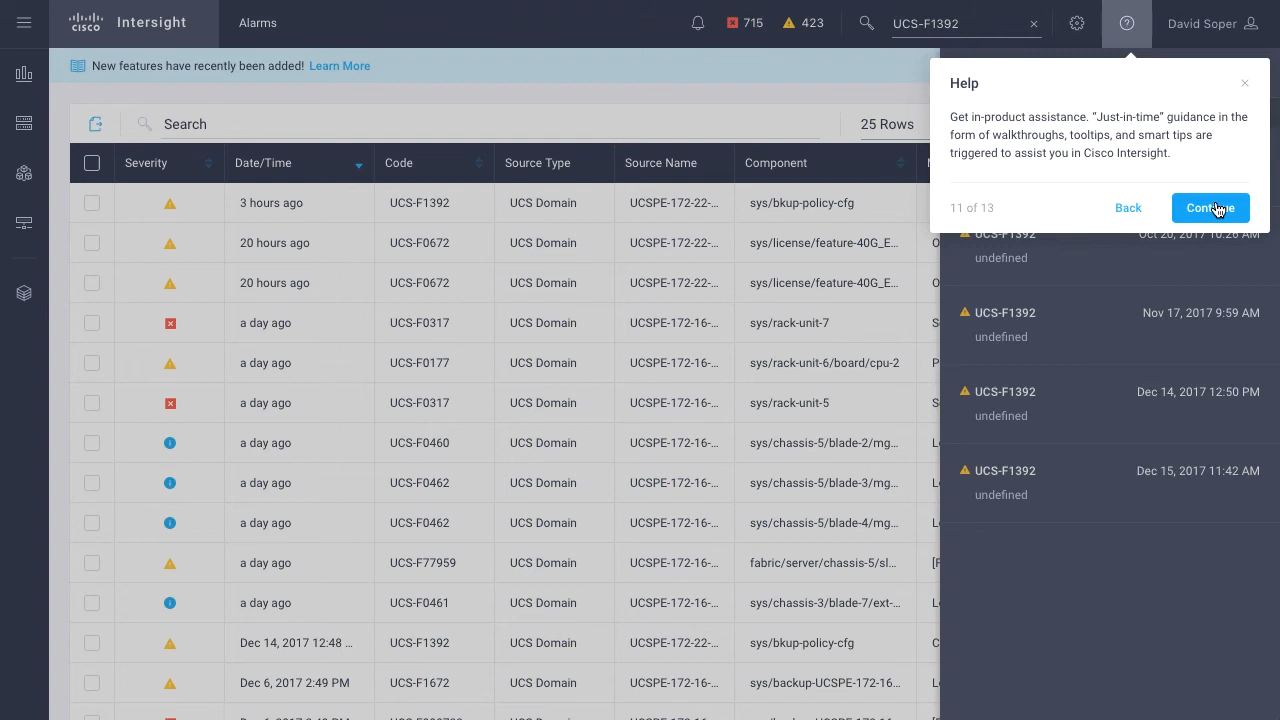 CISCO Intersight
Alarms
715
423
UCS-F1392
David Soper
New features have recently been added! Learn More
Search
25 Rows
Severity Date/Time Code Source Type Source Name Component
3 hours ago UCS-F1392 UCS Domain UCSPE-172-22-... sys/bkup-policy-cfg
20 hours ago UCS-F0672 UCS Domain UCSPE-172-22-... sys/license/feature-40G_E...
20 hours ago UCS-F0672 UCS Domain UCSPE-172-22-... sys/license/feature-40G_E...
a day ago UCS-F0317 UCS Domain UCSPE-172-16-... sys/rack-unit-7
a day ago UCS-F0177 UCS Domain UCSPE-172-16-... sys/rack-unit-6/board/cpu-2
a day ago UCS-F0317 UCS Domain UCSPE-172-16-... sys/rack-unit-5
a day ago UCS-F0460 UCS Domain UCSPE-172-16-... sys/chassis-5/blade-2/mg...
a day ago UCS-F0462 UCS Domain UCSPE-172-16-... sys/chassis-5/blade-3/mg...
a day ago UCS-F0462 UCS Domain UCSPE-172-16-... sys/chassis-5/blade-4/mg...
a day ago UCS-F77959 UCS Domain UCSPE-172-16-... fabric/server/chassis-5/sl...
a day ago UCS-F0461 UCS Domain UCSPE-172-16-... sys/chassis-3/blade-7/ext-...
Dec 14, 2017 12:48 ... UCS-F1392 UCS Domain UCSPE-172-22-... sys/bkup-policy-cfg
Dec 6, 2017 2:49 PM UCS-F1672 UCS Domain UCSPE-172-16-... sys/backup-UCSPE-172-16...
Help
Get in-product assistance. “Just-in-time” guidance in the
form of walkthroughs, tooltips, and smart tips are
triggered to assist you in Cisco Intersight.
11 of 13
Back
Continue
UCS-F1392 Oct 20, 2017 10:26 AM
undefined
UCS-F1392 Nov 17, 2017 9:59 AM
undefined
UCS-F1392 Dec 14, 2017 12:50 PM
undefined
UCS-F1392 Dec 15, 2017 11:42 AM
undefined